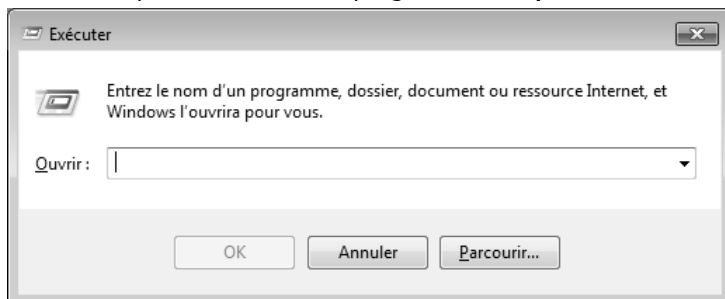 Exécuter
Entrez le nom d'un programme, dossier, document ou ressource Internet, et
Windows l'ouvrira pour vous.
Ouvrir :
OK Annuler Parcourir...